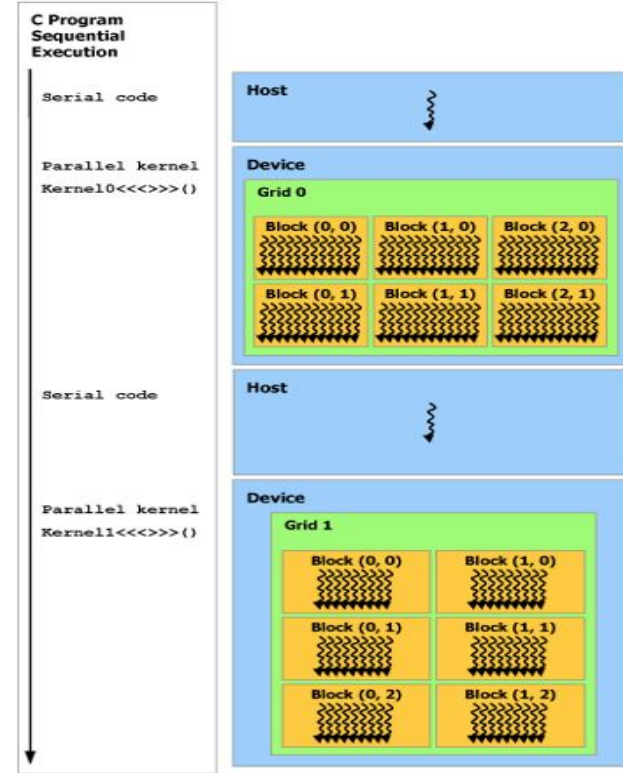 C Program
Sequential
Execution
Serial code
Host
Parallel kernel
Kernel0<<<>>>()
Device
Grid 0
Block (0, 0) Block (1, 0) Block (2, 0)
Block (0, 1) Block (1, 1) Block (2, 1)
Serial code
Host
Parallel kernel
Kernel1<<<>>>()
Device
Grid 1
Block (0, 0) Block (1, 0)
Block (0, 1) Block (1, 1)
Block (0, 2) Block (1, 2)